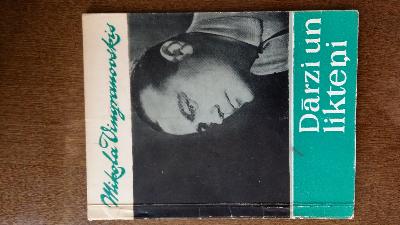 Mikola Vingranovskis
Dārzi un
likteņi